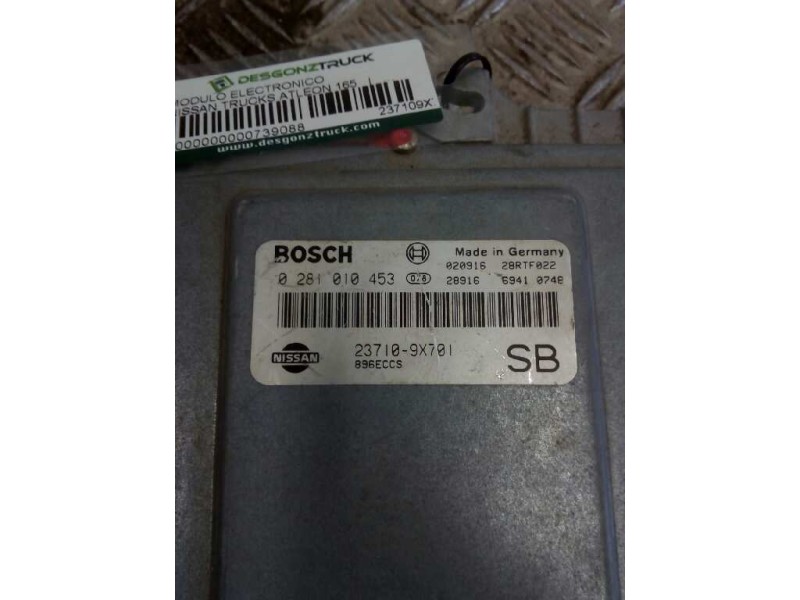 DESGONZTRUCK
MODULO ELECTRONICO
NISSAN TRUCKS ATLEON 165
237109X
000000000739088
www.desgonztruck.com
BOSCH
Made in Germany
0 281 010 453
020916 28RTF022
28916 6941 0748
23710-9X701
NISSAN
896ECCS
SB